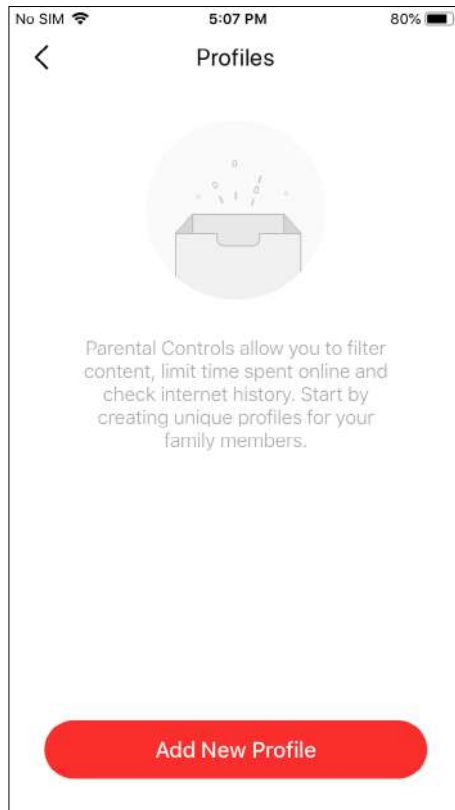 No SIM 5:07 PM 80%
Profiles
Parental Controls allow you to filter
content, limit time spent online and
check internet history. Start by
creating unique profiles for your
family members.
Add New Profile